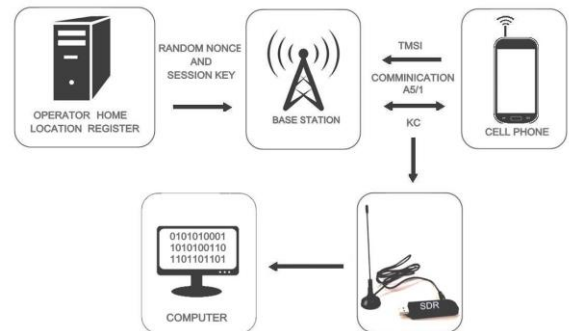 RANDOM NONCE
AND
SESSION KEY
OPERATOR HOME
LOCATION REGISTER
BASE STATION
TMSI
COMMINICATION
A5/1
KC
CELL PHONE
0101010001
1010100110
1101101101
COMPUTER
SDR